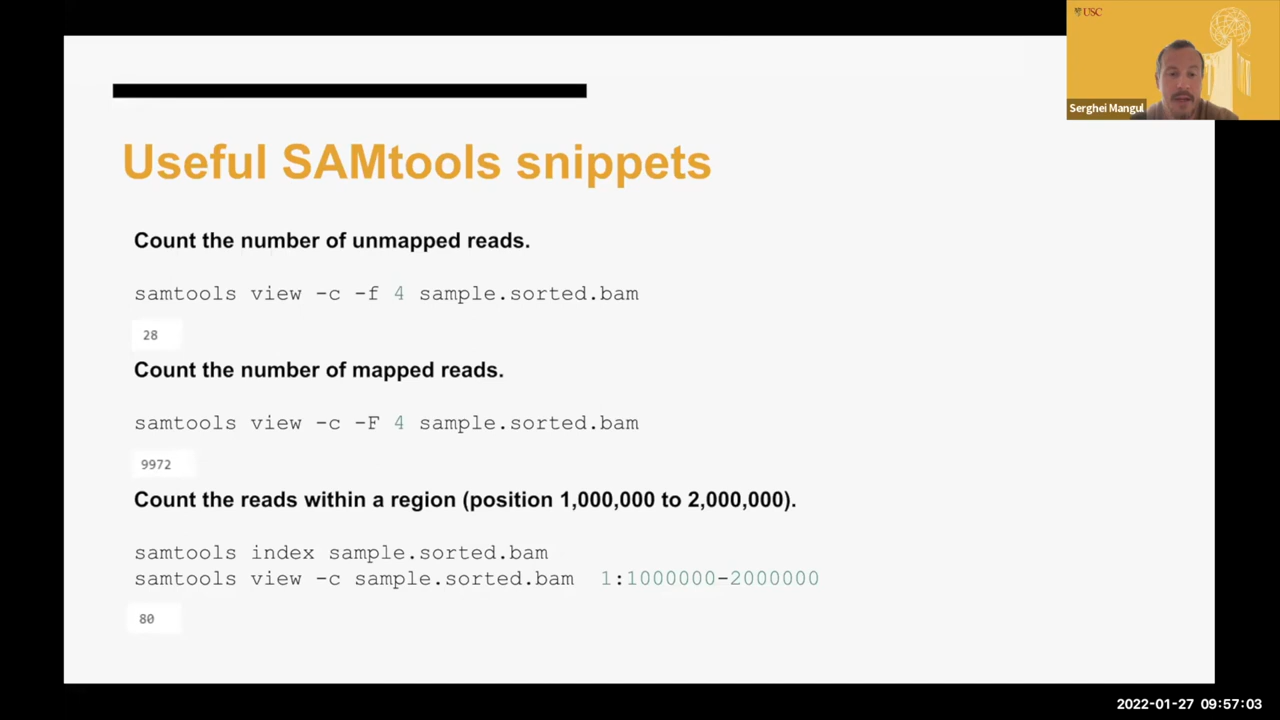 USC
Serghei Mangul
Useful SAMtools snippets
Count the number of unmapped reads.
samtools view -c -f 4 sample.sorted.bam
28
Count the number of mapped reads.
samtools view -c -F 4 sample.sorted.bam
9972
Count the reads within a region (position 1,000,000 to 2,000,000).
samtools index sample.sorted.bam
samtools view -c sample.sorted.bam 1:1000000-2000000
80
2022-01-27 09:57:03